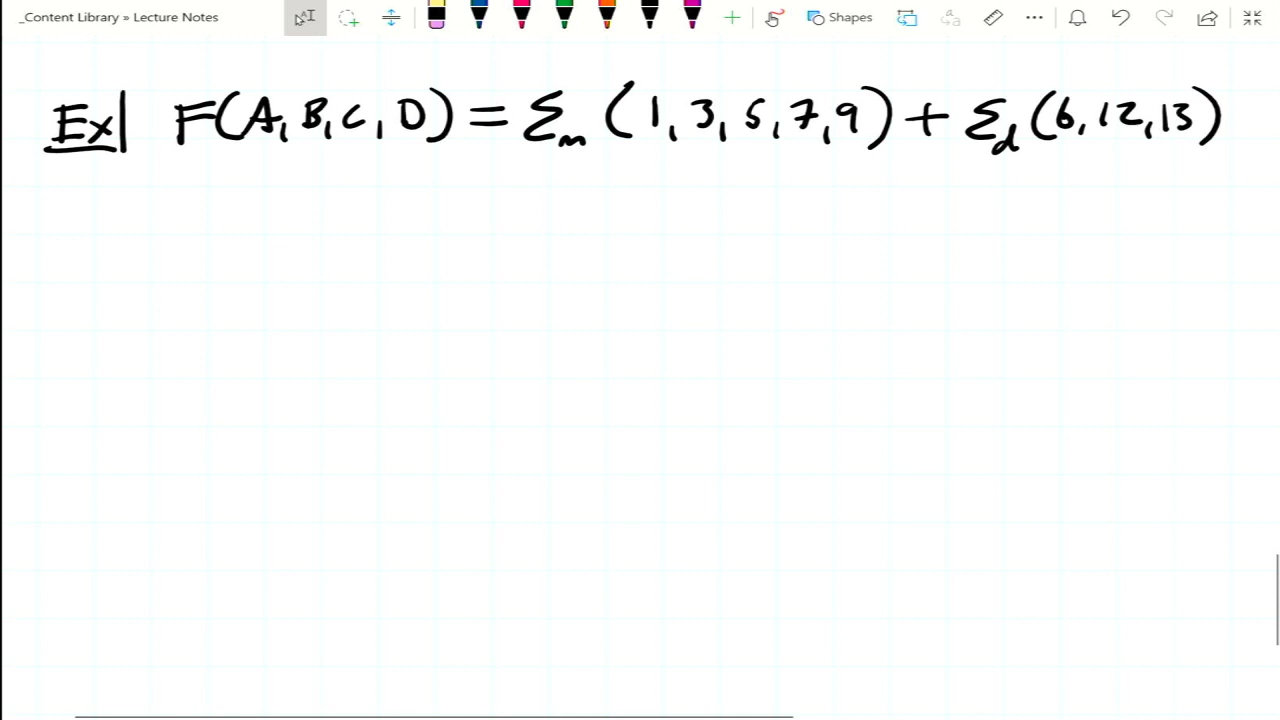 _Content Library » Lecture Notes Shapes
Ex| F(A, B, C, D) = Σm (1, 3, 5, 7, 9) + Σd (6, 12, 13)